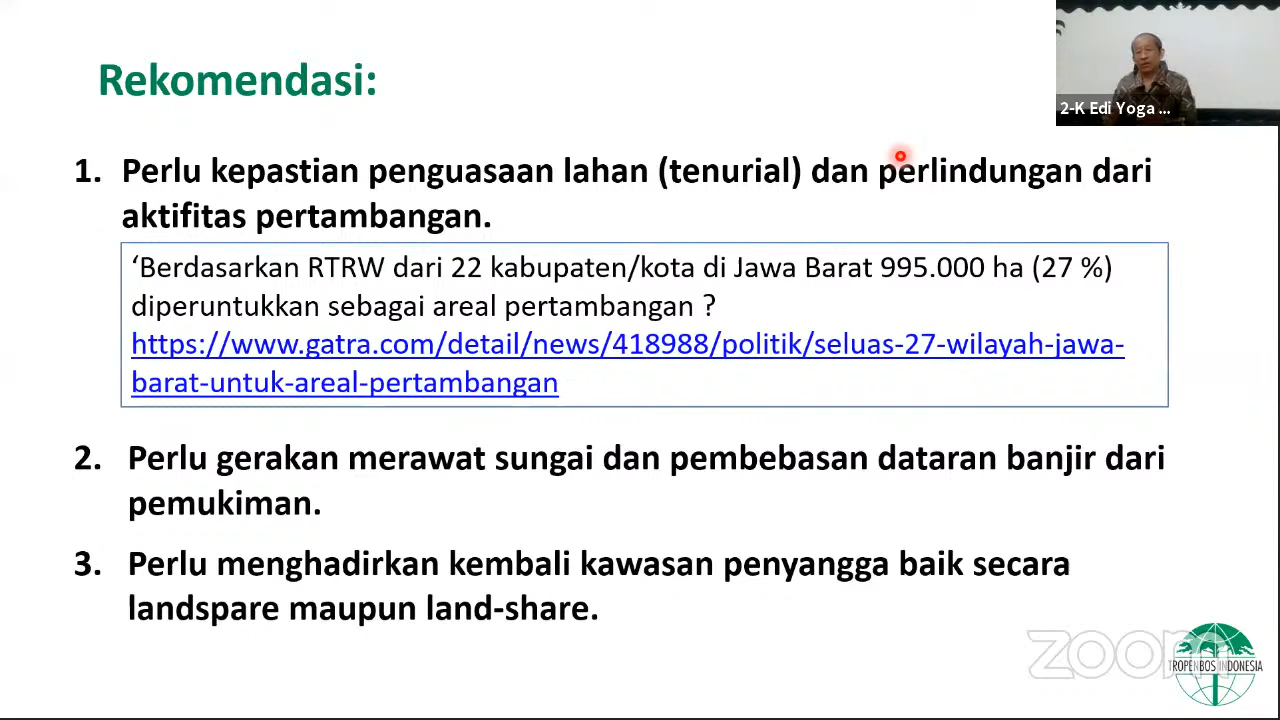 Rekomendasi:
2-K Edi Yoga ...
1. Perlu kepastian penguasaan lahan (tenurial) dan perlindungan dari
aktifitas pertambangan.
‘Berdasarkan RTRW dari 22 kabupaten/kota di Jawa Barat 995.000 ha (27 %)
diperuntukkan sebagai areal pertambangan ?
https://www.gatra.com/detail/news/418988/politik/seluas-27-wilayah-jawa-
barat-untuk-areal-pertambangan
2. Perlu gerakan merawat sungai dan pembebasan dataran banjir dari
pemukiman.
3. Perlu menghadirkan kembali kawasan penyangga baik secara
landspare maupun land-share.
zoom
TROPENBOS INDONESIA